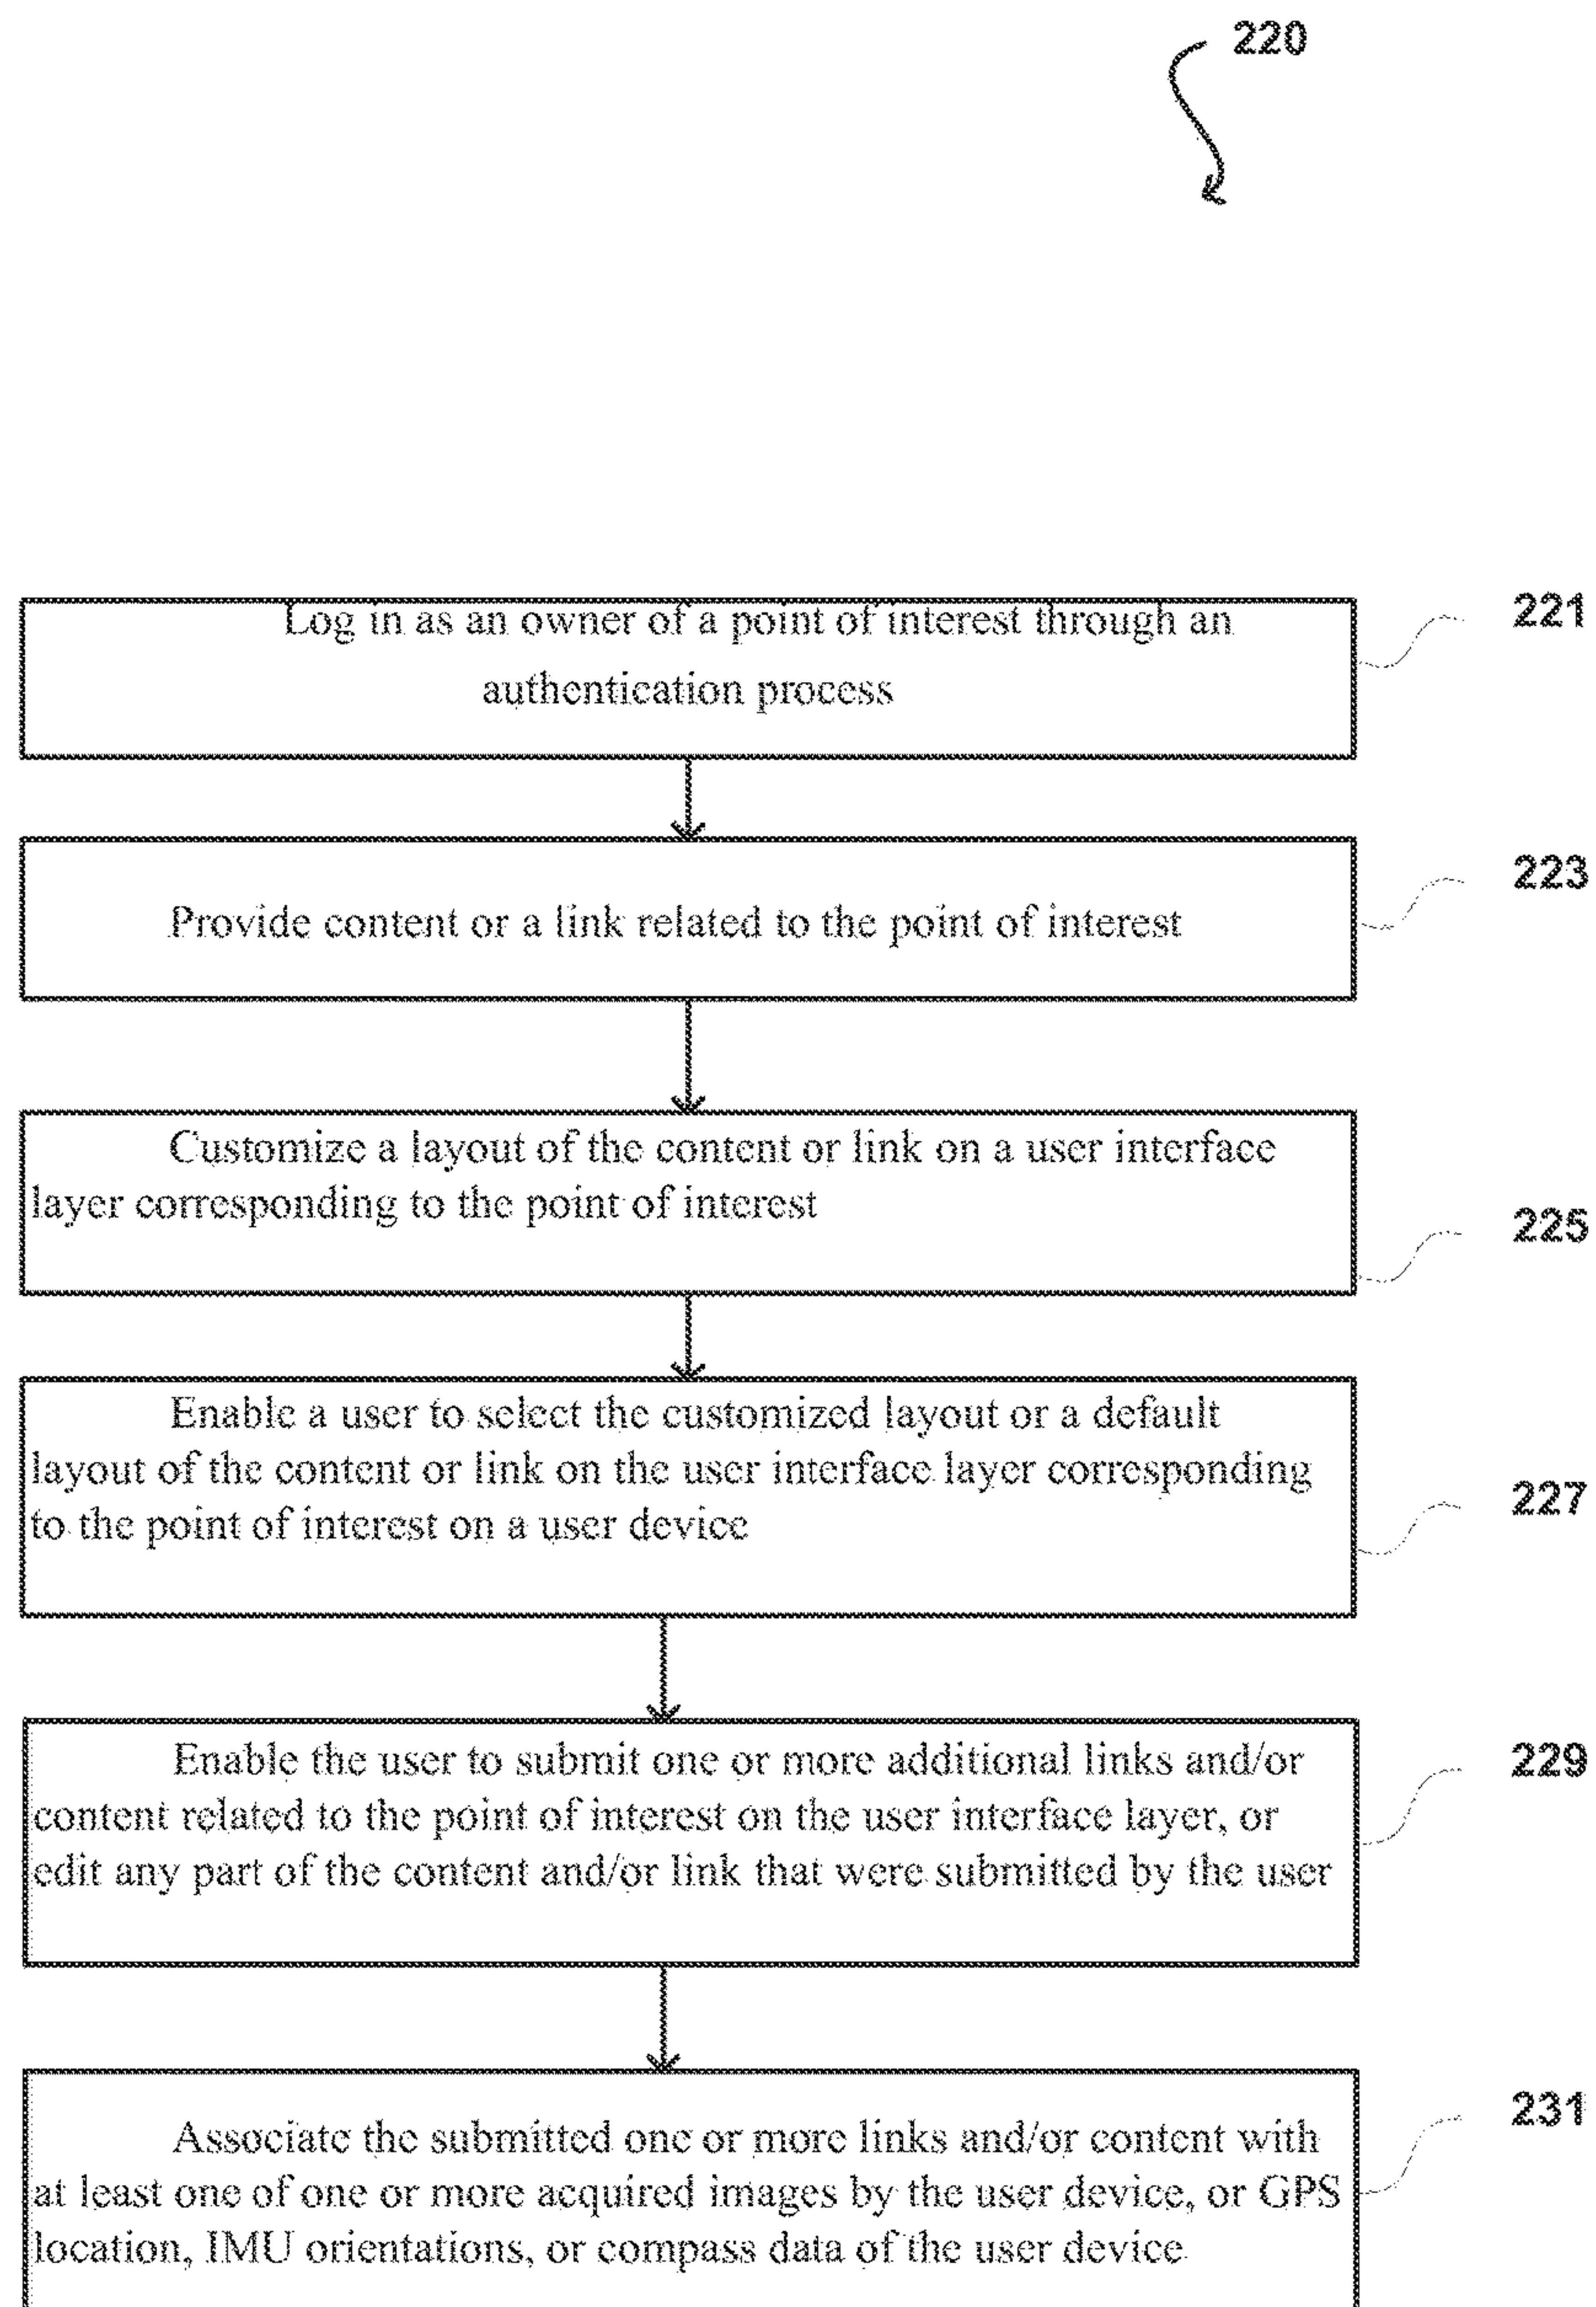 220
Log in as an owner of a point of interest through an
authentication process
221
Provide content or a link related to the point of interest
223
Customize a layout of the content or link on a user interface
layer corresponding to the point of interest
225
Enable a user to select the customized layout or a default
layout of the content or link on the user interface layer corresponding
to the point of interest on a user device
227
Enable the user to submit one or more additional links and/or
content related to the point of interest on the user interface layer, or
edit any part of the content and/or link that were submitted by the user
229
Associate the submitted one or more links and/or content with
at least one of one or more acquired images by the user device, or GPS
location, IMU orientations, or compass data of the user device
231